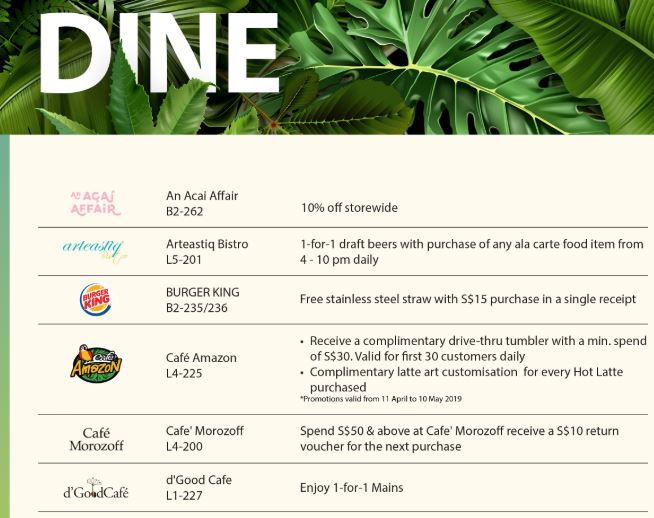 DINE
AN AÇAÍ
AFFAIR
An Acai Affair
B2-262
10% off storewide
arteastiq
Arteastiq Bistro
L5-201
1-for-1 draft beers with purchase of any ala carte food item from
4 - 10 pm daily
BURGER
KING
BURGER KING
B2-235/236
Free stainless steel straw with S$15 purchase in a single receipt
Café
Amazon
Café Amazon
L4-225
• Receive a complimentary drive-thru tumbler with a min. spend
of S$30. Valid for first 30 customers daily
• Complimentary latte art customisation for every Hot Latte
purchased
*Promotions valid from 11 April to 10 May 2019
Café
Morozoff
Cafe' Morozoff
L4-200
Spend S$50 & above at Cafe' Morozoff receive a S$10 return
voucher for the next purchase
d'GoodCafé
d'Good Cafe
L1-227
Enjoy 1-for-1 Mains